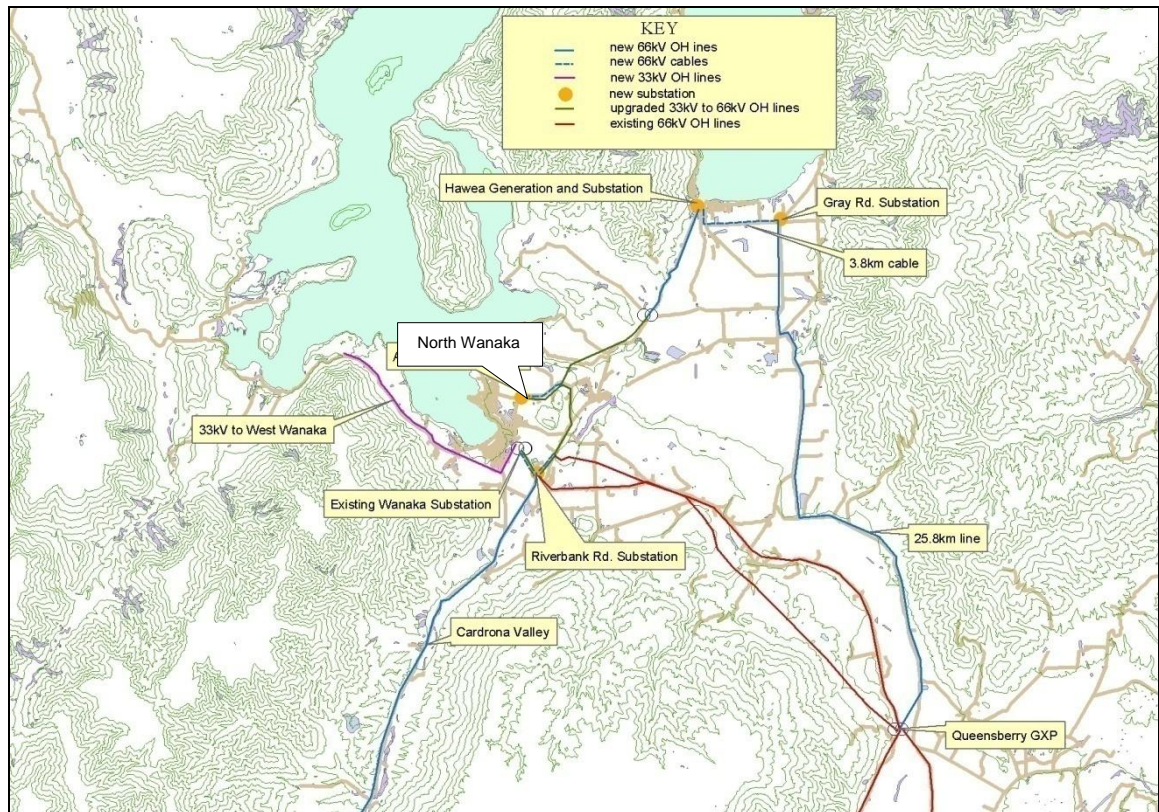 KEY
new 66kV OH ines
new 66kV cables
new 33kV OH lines
new substation
upgraded 33kV to 66kV OH lines
existing 66kV OH lines
Hawea Generation and Substation
Gray Rd. Substation
3.8km cable
North Wanaka
33kV to West Wanaka
Existing Wanaka Substation
25.8km line
Riverbank Rd. Substation
Cardrona Valley
Queensberry GXP